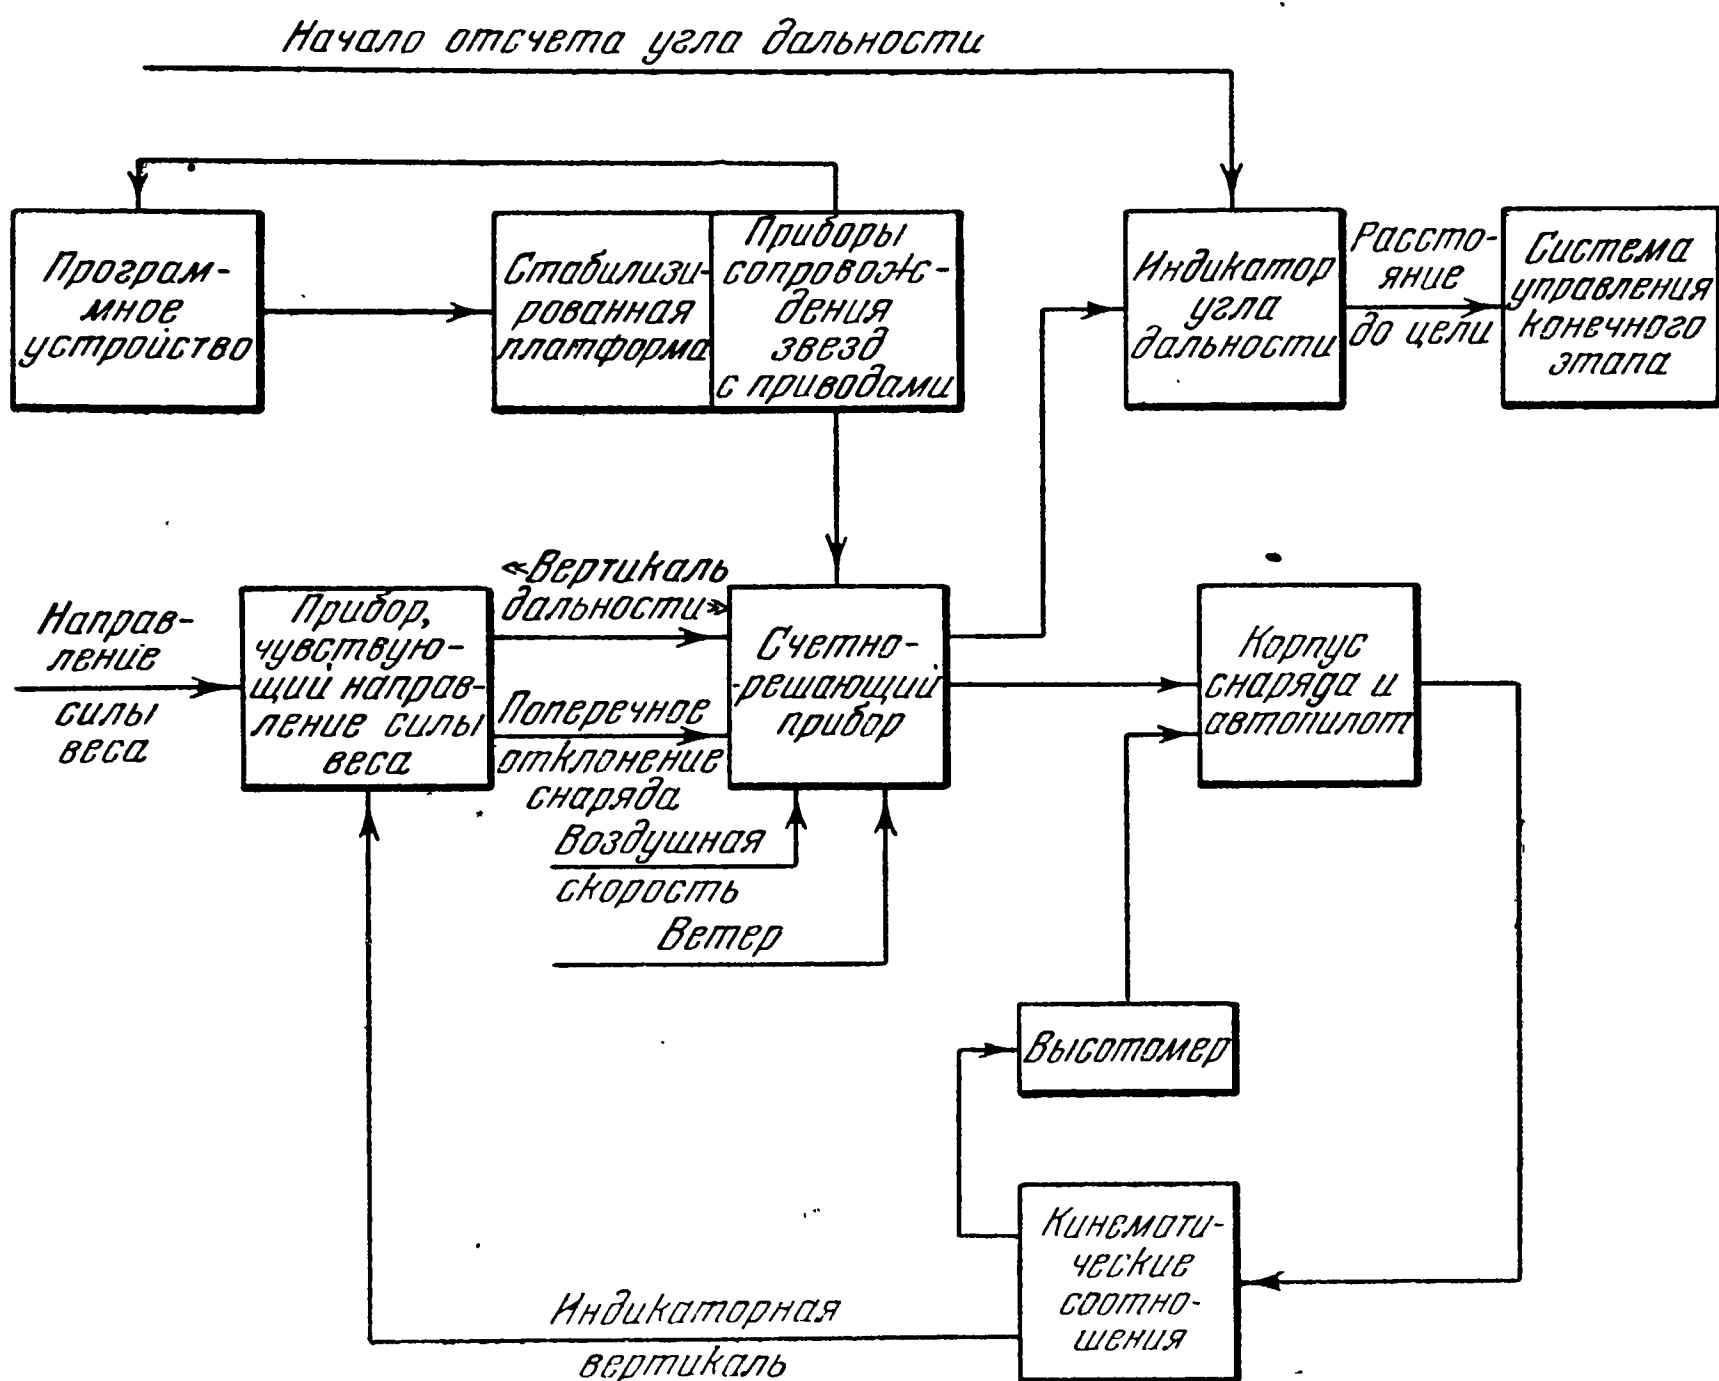 Начало отсчета угла дальности
Програм-
мное
устройство
Стабилизи-
рованная
платформа
Приборы
сопровож-
дения
звезд
с приводами
Индикатор
угла
дальности
Рассто-
яние
до цели
Система
управления
конечного
этапа
Направ-
ление
силы
веса
Прибор,
чувствую-
щий направ-
ление силы
веса
«Вертикаль
дальности»
Поперечное
отклонение
снаряда
Счетно-
решающий
прибор
Воздушная
скорость
Ветер
Корпус
снаряда и
автопилот
Высотомер
Кинемати-
ческие
соотно-
шения
Индикаторная
вертикаль